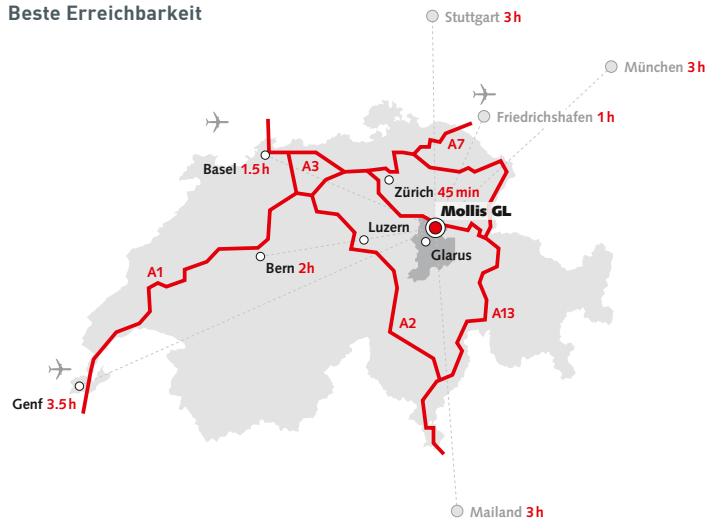 Beste Erreichbarkeit
Stuttgart 3 h
München 3 h
Friedrichshafen 1 h
A7
Basel 1.5 h
A3
Zürich 45 min
Mollis GL
Luzern
Glarus
Bern 2 h
A1
A13
A2
Genf 3.5 h
Mailand 3 h